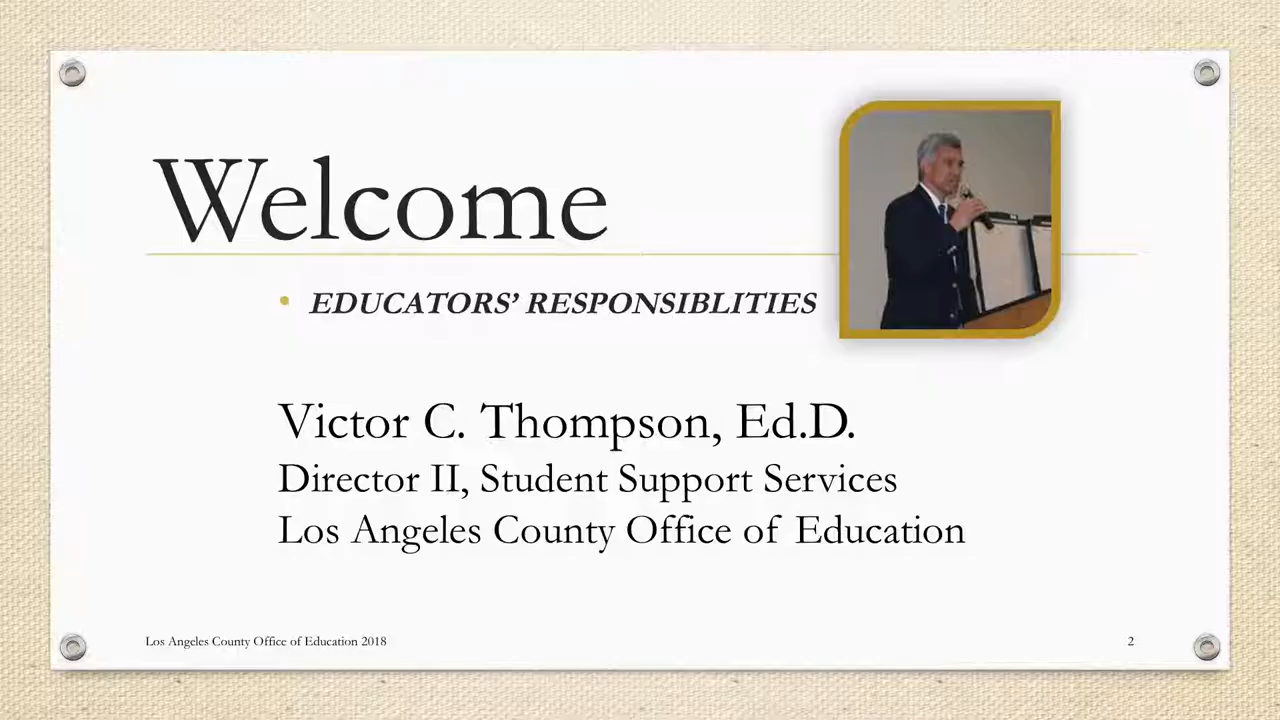 Welcome
• EDUCATORS’ RESPONSIBLITIES
Victor C. Thompson, Ed.D.
Director II, Student Support Services
Los Angeles County Office of Education
Los Angeles County Office of Education 2018
2